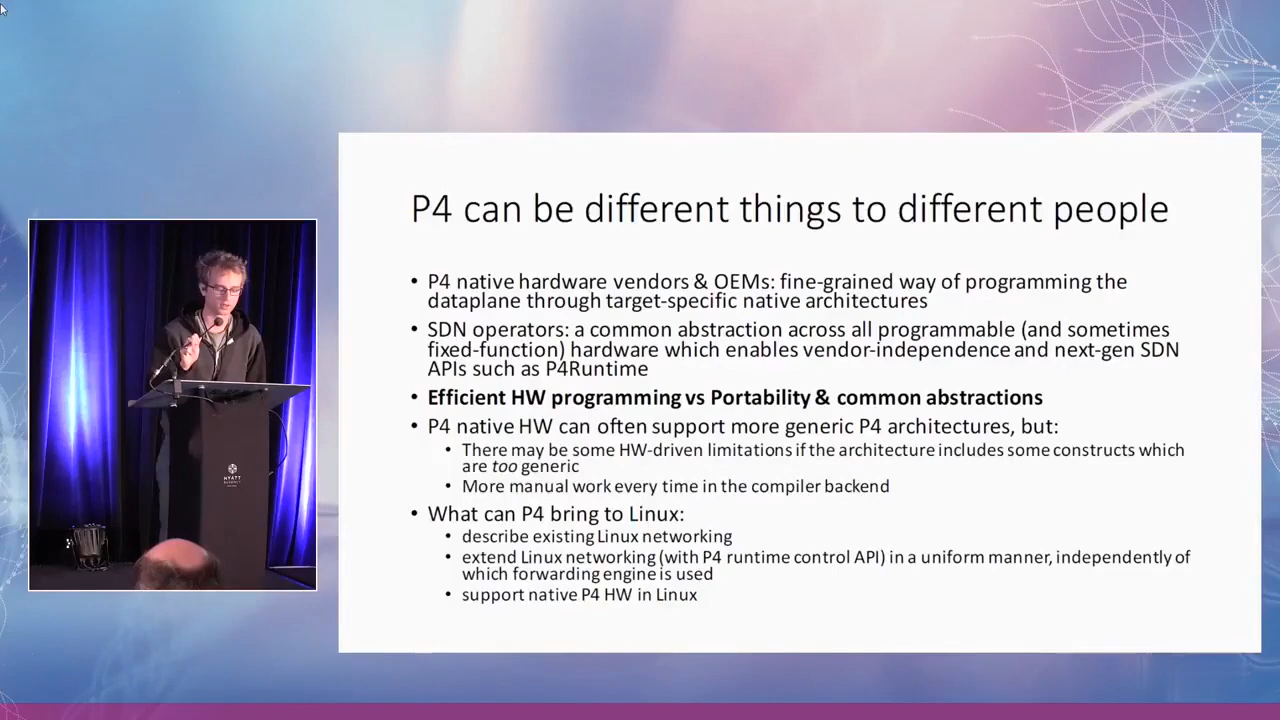 P4 can be different things to different people
• P4 native hardware vendors & OEMs: fine-grained way of programming the
dataplane through target-specific native architectures
• SDN operators: a common abstraction across all programmable (and sometimes
fixed-function) hardware which enables vendor-independence and next-gen SDN
APIs such as P4Runtime
• Efficient HW programming vs Portability & common abstractions
• P4 native HW can often support more generic P4 architectures, but:
• There may be some HW-driven limitations if the architecture includes some constructs which
are too generic
• More manual work every time in the compiler backend
• What can P4 bring to Linux:
• describe existing Linux networking
• extend Linux networking (with P4 runtime control API) in a uniform manner, independently of
which forwarding engine is used
• support native P4 HW in Linux
HYATT